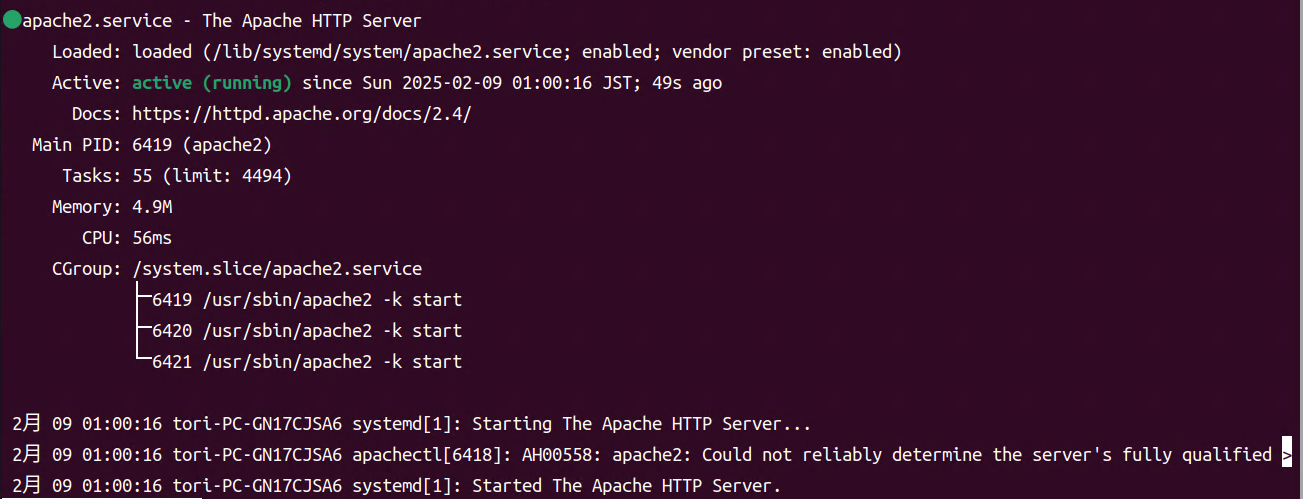 apache2.service - The Apache HTTP Server
Loaded: loaded (/lib/systemd/system/apache2.service; enabled; vendor preset: enabled)
Active: active (running) since Sun 2025-02-09 01:00:16 JST; 49s ago
Docs: https://httpd.apache.org/docs/2.4/
Main PID: 6419 (apache2)
Tasks: 55 (limit: 4494)
Memory: 4.9M
CPU: 56ms
CGroup: /system.slice/apache2.service
6419 /usr/sbin/apache2 -k start
6420 /usr/sbin/apache2 -k start
6421 /usr/sbin/apache2 -k start
2月 09 01:00:16 tori-PC-GN17CJSA6 systemd[1]: Starting The Apache HTTP Server...
2月 09 01:00:16 tori-PC-GN17CJSA6 apachectl[6418]: AH00558: apache2: Could not reliably determine the server's fully qualified >
2月 09 01:00:16 tori-PC-GN17CJSA6 systemd[1]: Started The Apache HTTP Server.